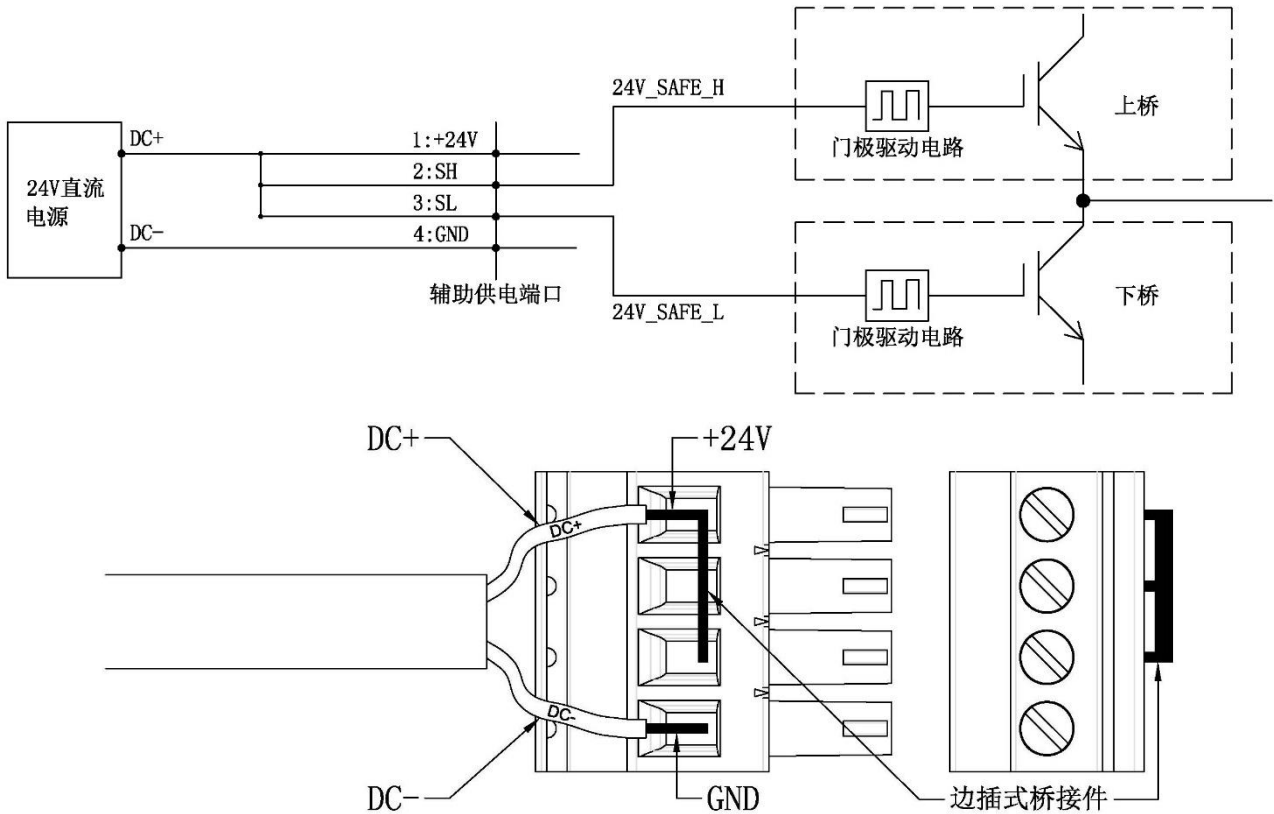 24V_SAFE_H
上桥
门极驱动电路
DC+
1:+24V
2:SH
24V直流
电源
3:SL
DC-
4:GND
辅助供电端口
24V_SAFE_L
下桥
门极驱动电路
DC+
+24V
DC+
DC-
DC-
GND
边插式桥接件